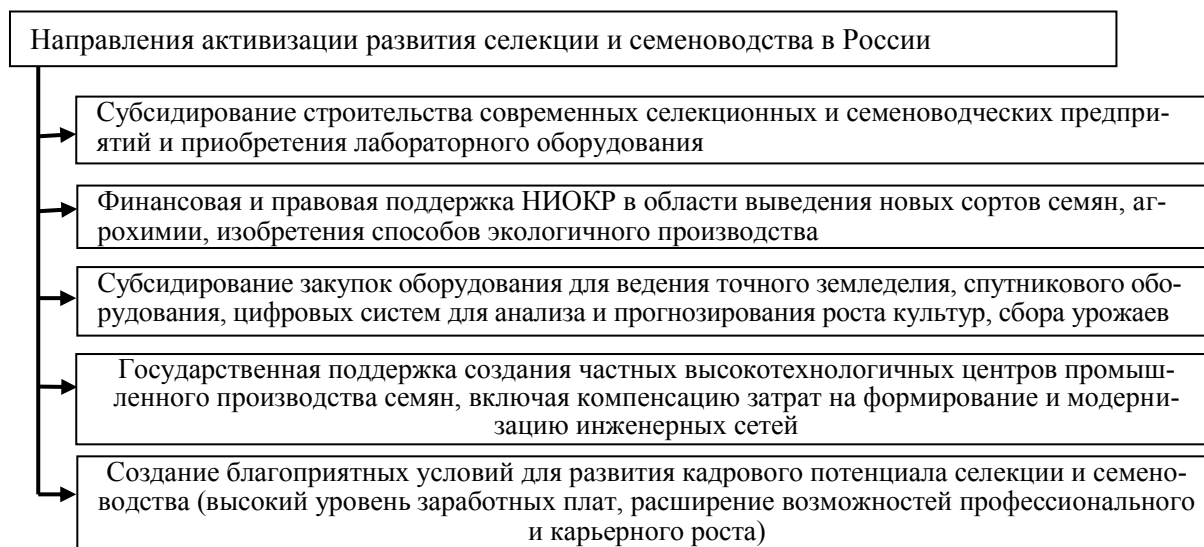 Направления активизации развития селекции и семеноводства в России
Субсидирование строительства современных селекционных и семеноводческих предпри-
ятий и приобретения лабораторного оборудования
Финансовая и правовая поддержка НИОКР в области выведения новых сортов семян, аг-
рохимии, изобретения способов экологичного производства
Субсидирование закупок оборудования для ведения точного земледелия, спутникового обо-
рудования, цифровых систем для анализа и прогнозирования роста культур, сбора урожаев
Государственная поддержка создания частных высокотехнологичных центров промыш-
ленного производства семян, включая компенсацию затрат на формирование и модерни-
зацию инженерных сетей
Создание благоприятных условий для развития кадрового потенциала селекции и семено-
водства (высокий уровень заработных плат, расширение возможностей профессионального
и карьерного роста)